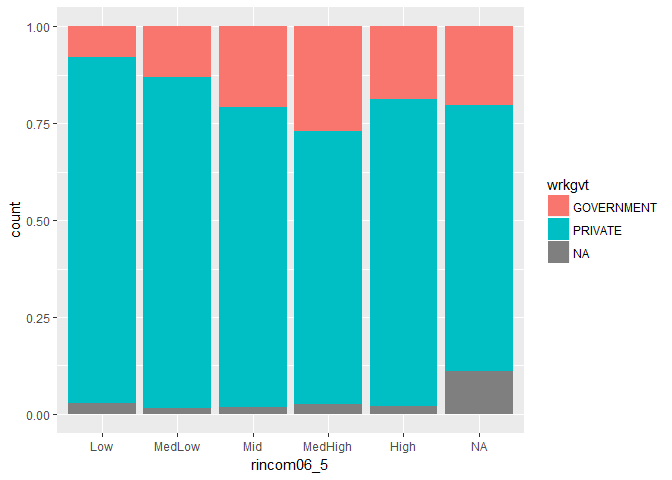 1.00
0.75
0.50
0.25
0.00
count
Low MedLow Mid MedHigh High NA
rincom06_5
wrkgvt
GOVERNMENT
PRIVATE
NA